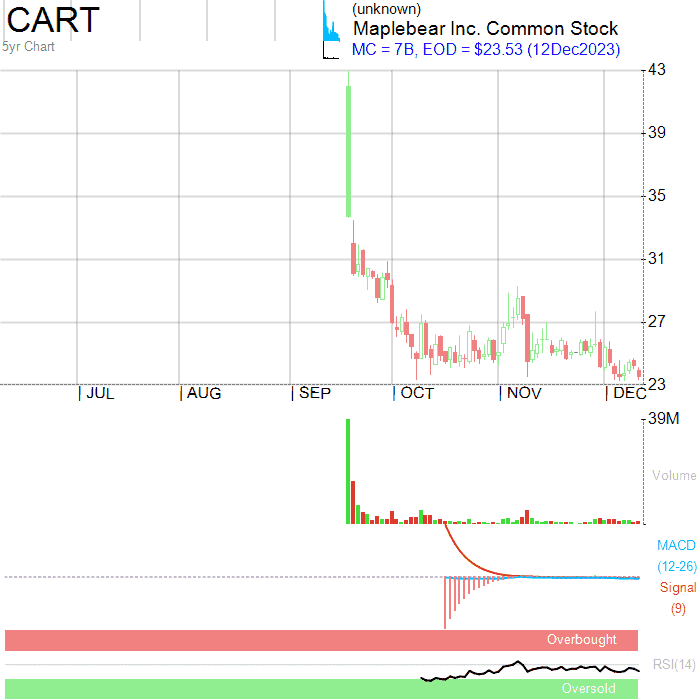 CART
5yr Chart
(unknown)
Maplebear Inc. Common Stock
MC = 7B, EOD = $23.53 (12Dec2023)
43
39
35
31
27
23
JUL
AUG
SEP
OCT
NOV
DEC
39M
Volume
MACD
(12-26)
Signal
(9)
Overbought
RSI(14)
Oversold